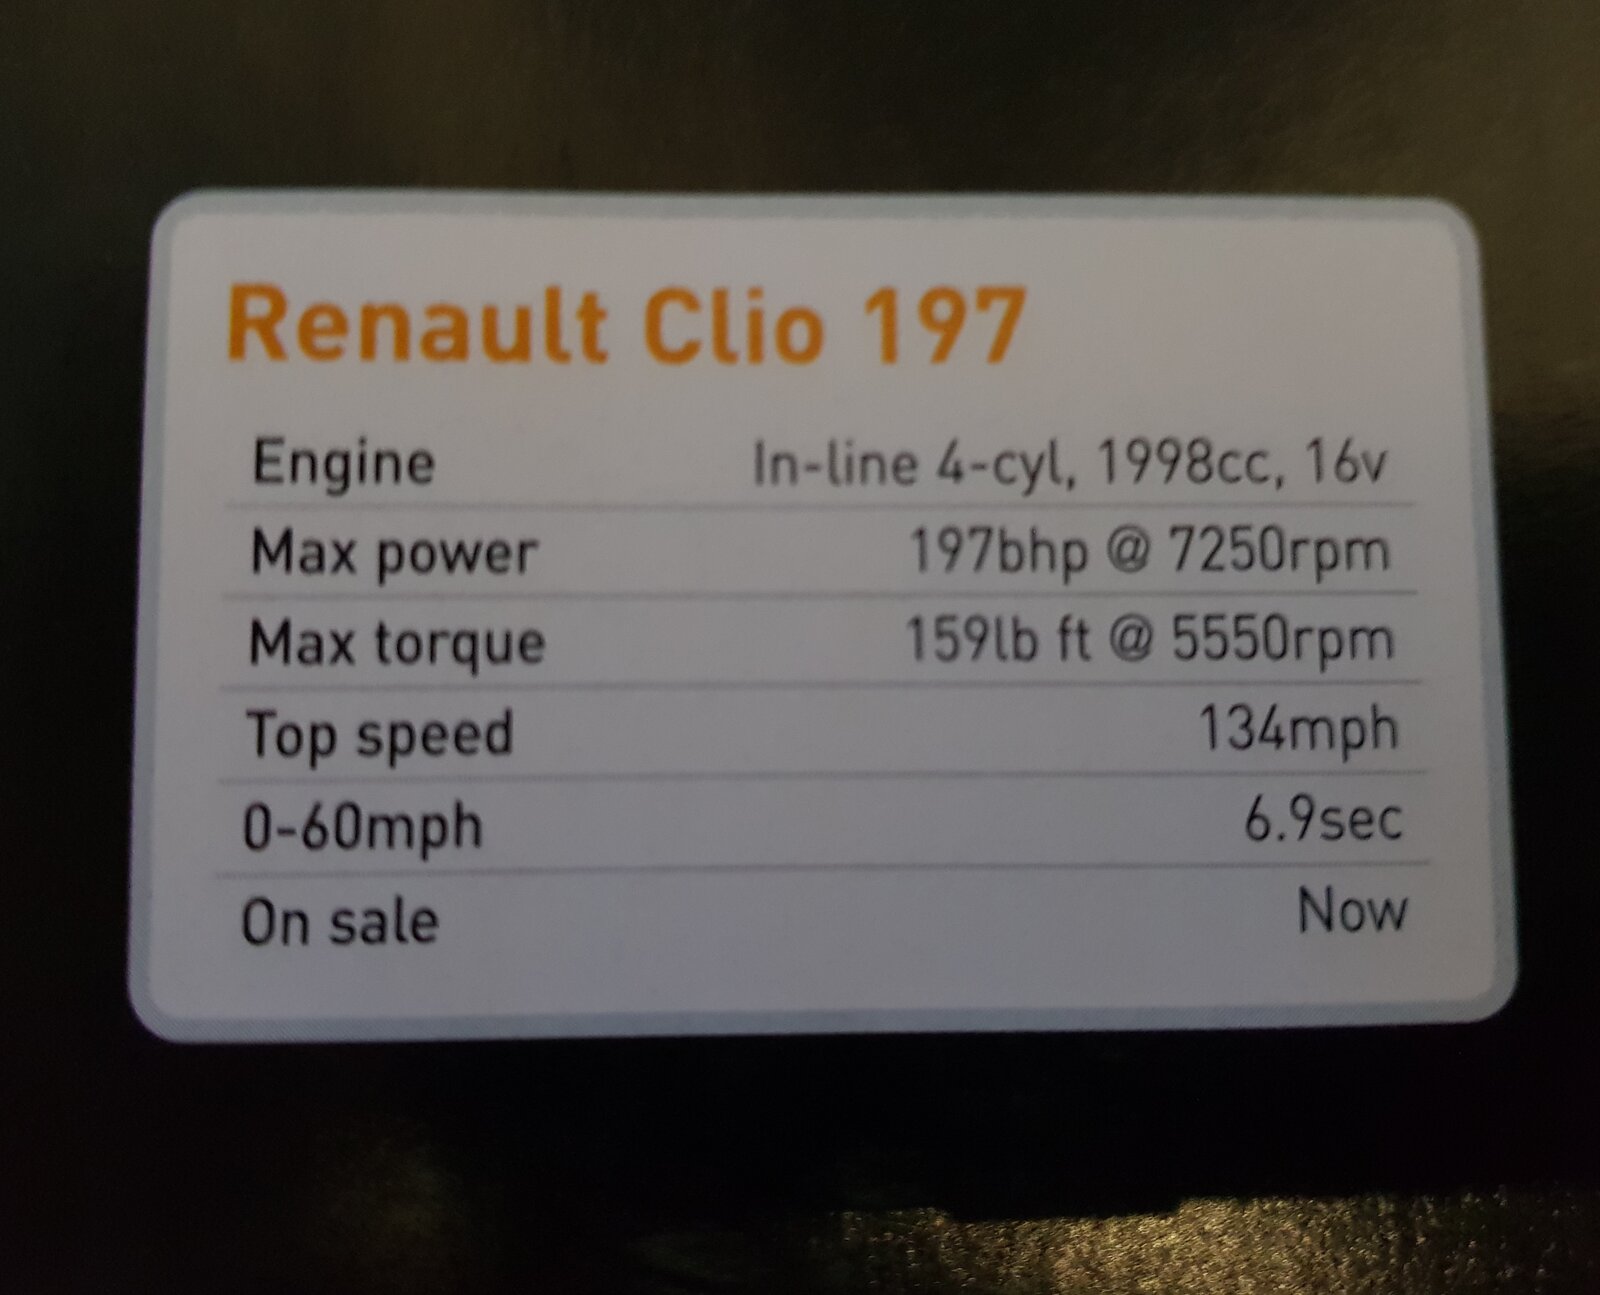 Renault Clio 197
Engine In-line 4-cyl, 1998cc, 16v
Max power 197bhp @ 7250rpm
Max torque 159lb ft @ 5550rpm
Top speed 134mph
0-60mph 6.9sec
On sale Now